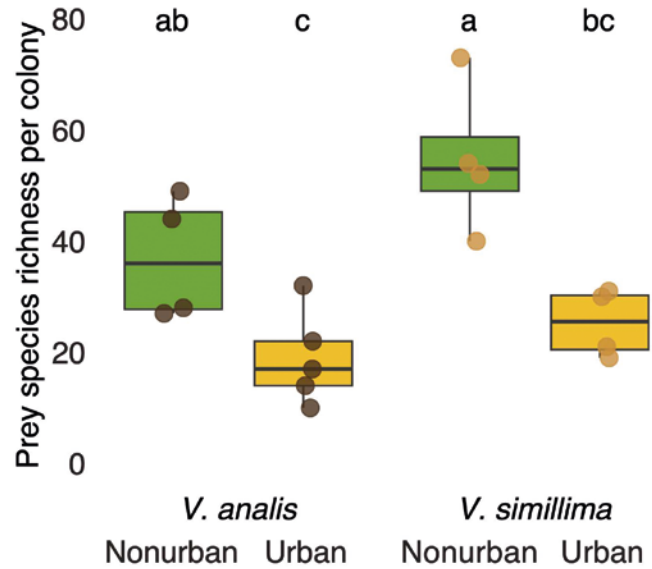 Prey species richness per colony
80
60
40
20
0
ab c a bc
V. analis V. simillima
Nonurban Urban Nonurban Urban